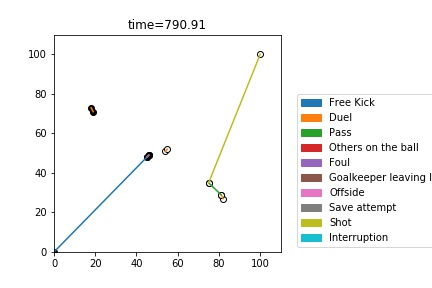 time=790.91
100
80
60
40
20
0
0 20 40 60 80 100
Free Kick
Duel
Pass
Others on the ball
Foul
Goalkeeper leaving l
Offside
Save attempt
Shot
Interruption